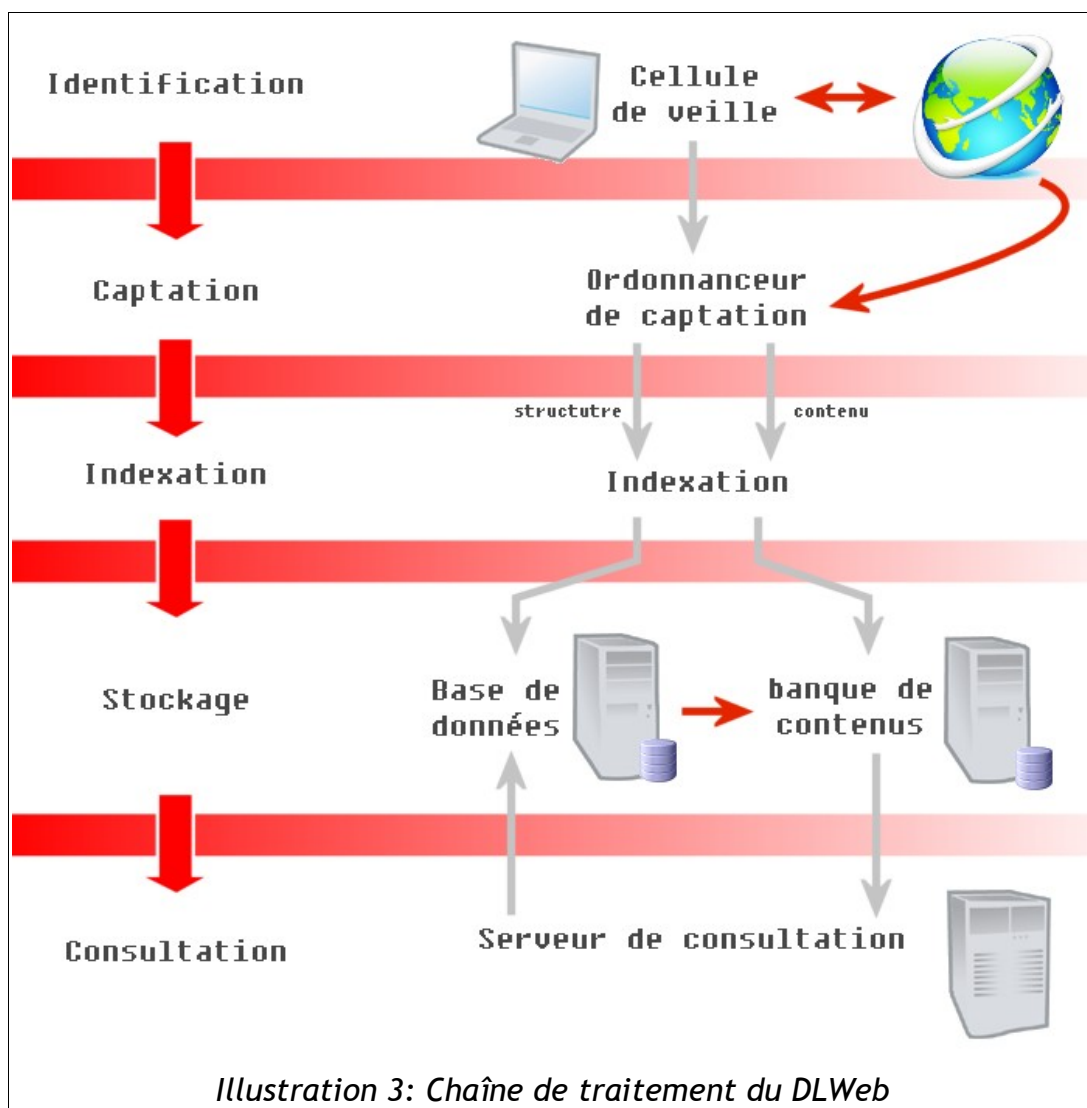 Identification
Cellule
de veille
Captation
Ordonnanceur
de captation
structutre
contenu
Indexation
Indexation
Stockage
Base de
données
banque de
contenus
Consultation
Serveur de consultation
Illustration 3: Chaîne de traitement du DLWeb